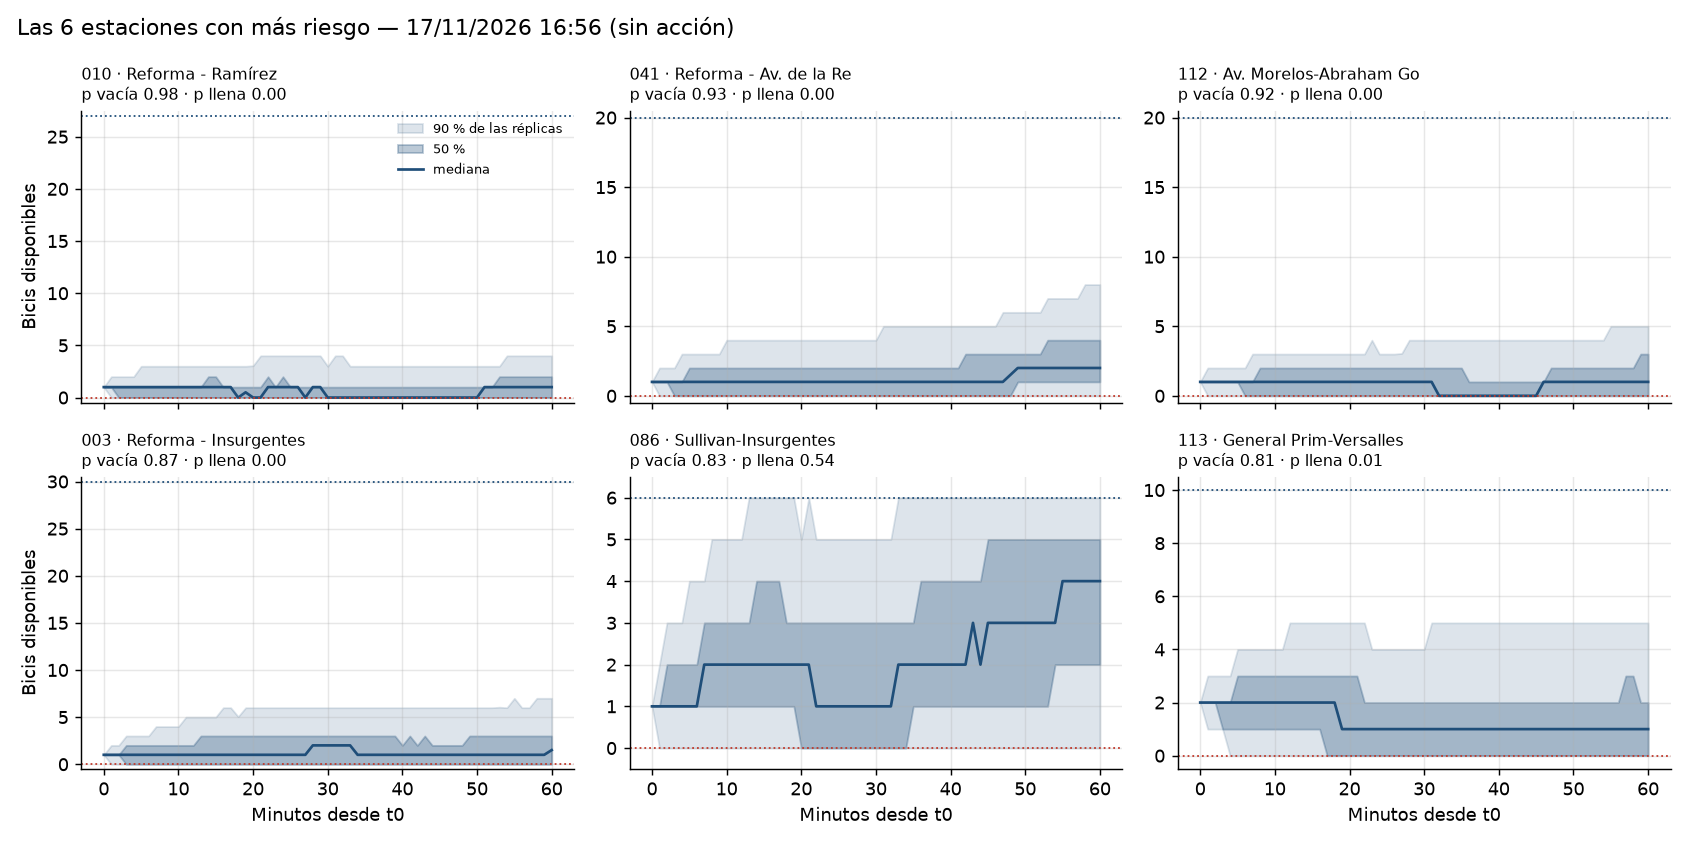 Las 6 estaciones con más riesgo — 17/11/2026 16:56 (sin acción)
010 · Reforma - Ramírez
p vacía 0.98 · p llena 0.00
90 % de las réplicas
50 %
mediana
25
20
15
10
5
0
Bicis disponibles
041 · Reforma - Av. de la Re
p vacía 0.93 · p llena 0.00
20
15
10
5
0
112 · Av. Morelos-Abraham Go
p vacía 0.92 · p llena 0.00
20
15
10
5
0
003 · Reforma - Insurgentes
p vacía 0.87 · p llena 0.00
30
25
20
15
10
5
0
Bicis disponibles
0 10 20 30 40 50 60
Minutos desde t0
086 · Sullivan-Insurgentes
p vacía 0.83 · p llena 0.54
6
5
4
3
2
1
0
0 10 20 30 40 50 60
Minutos desde t0
113 · General Prim-Versalles
p vacía 0.81 · p llena 0.01
10
8
6
4
2
0
0 10 20 30 40 50 60
Minutos desde t0